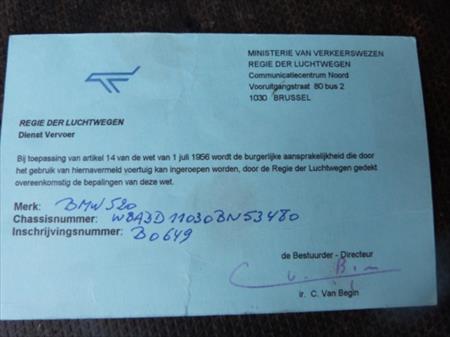 MINISTERIE VAN VERKEERSWEZEN
REGIE DER LUCHTWEGEN
Communicatiecentrum Noord
Vooruitgangstraat 80 bus 2
1030 BRUSSEL
REGIE DER LUCHTWEGEN
Dienst Vervoer
Bij toepassing van artikel 14 van de wet van 1 juli 1956 wordt de burgerlijke aansprakelijkheid die door
het gebruik van hiernavermeld voertuig kan ingeroepen worden, door de Regie der Luchtwegen gedekt
overeenkomstig de bepalingen van deze wet.
Merk: BMW 520
Chassisnummer: WBABD11030BN53480
Inschrijvingsnummer: B0649
de Bestuurder - Directeur
ir. C. Van Begin